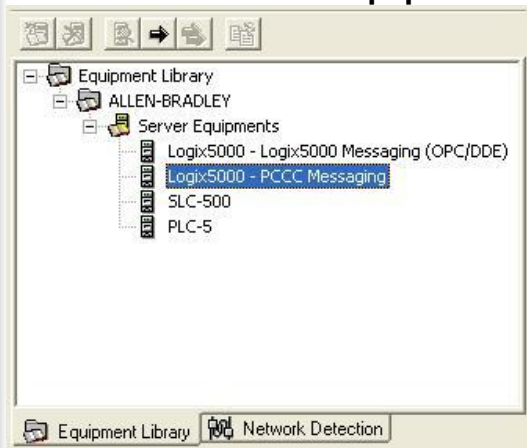 Equipment Library
ALLEN-BRADLEY
Server Equipments
Logix5000 - Logix5000 Messaging (OPC/DDE)
Logix5000 - PCCC Messaging
SLC-500
PLC-5
Equipment Library
Network Detection